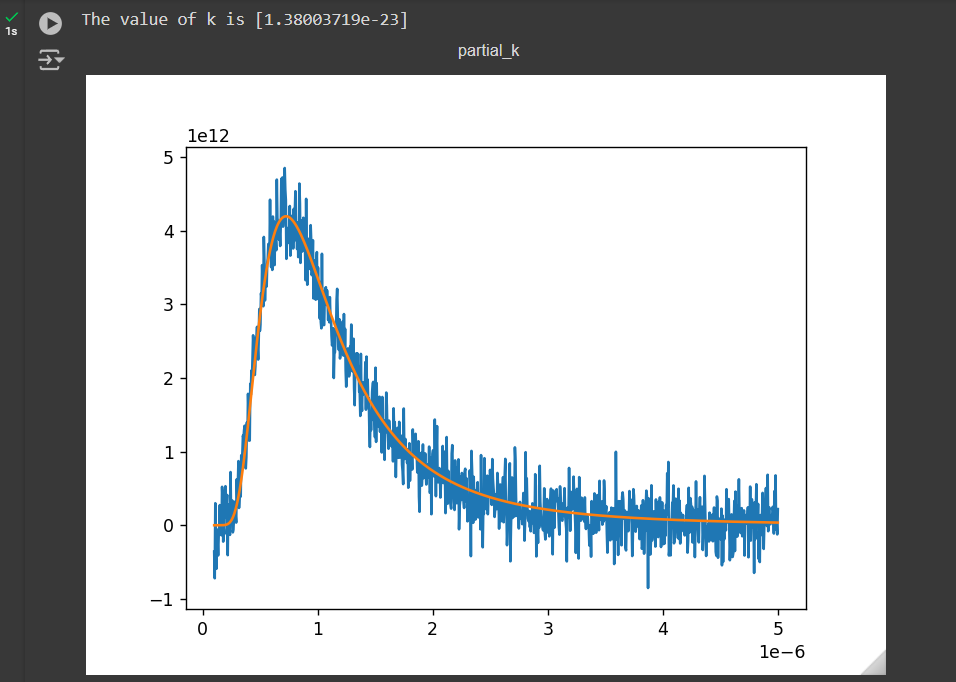 The value of k is [1.38003719e-23]
1s
partial_k
1e12
5
4
3
2
1
0
−1
0 1 2 3 4 5
1e−6